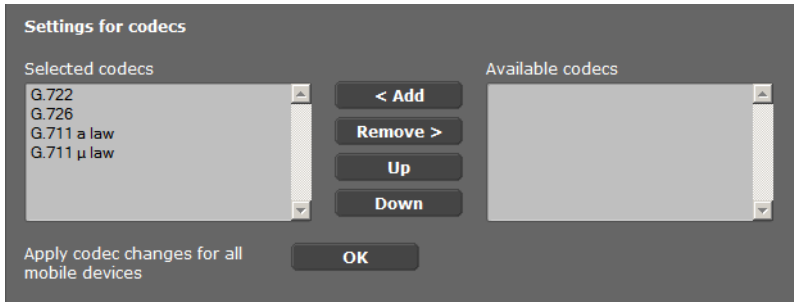 Settings for codecs
Selected codecs
Available codecs
G.722
G.726
G.711 a law
G.711 µ law
< Add
Remove >
Up
Down
Apply codec changes for all
mobile devices
OK